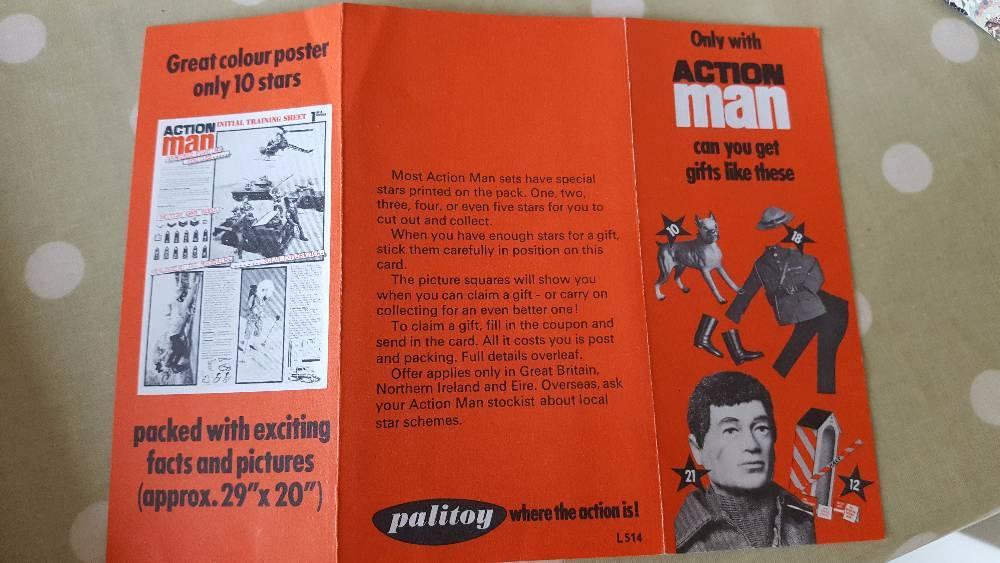 Great colour poster
only 10 stars
ACTION
man
INITIAL TRAINING SHEET 1
packed with exciting
facts and pictures
(approx. 29”x 20”)
Most Action Man sets have special
stars printed on the pack. One, two,
three, four, or even five stars for you to
cut out and collect.
When you have enough stars for a gift,
stick them carefully in position on this
card.
The picture squares will show you
when you can claim a gift - or carry on
collecting for an even better one!
To claim a gift, fill in the coupon and
send in the card. All it costs you is post
and packing. Full details overleaf.
Offer applies only in Great Britain,
Northern Ireland and Eire. Overseas, ask
your Action Man stockist about local
star schemes.
palitoy where the action is!
L514
Only with
ACTION
man
can you get
gifts like these
10
18
21
12